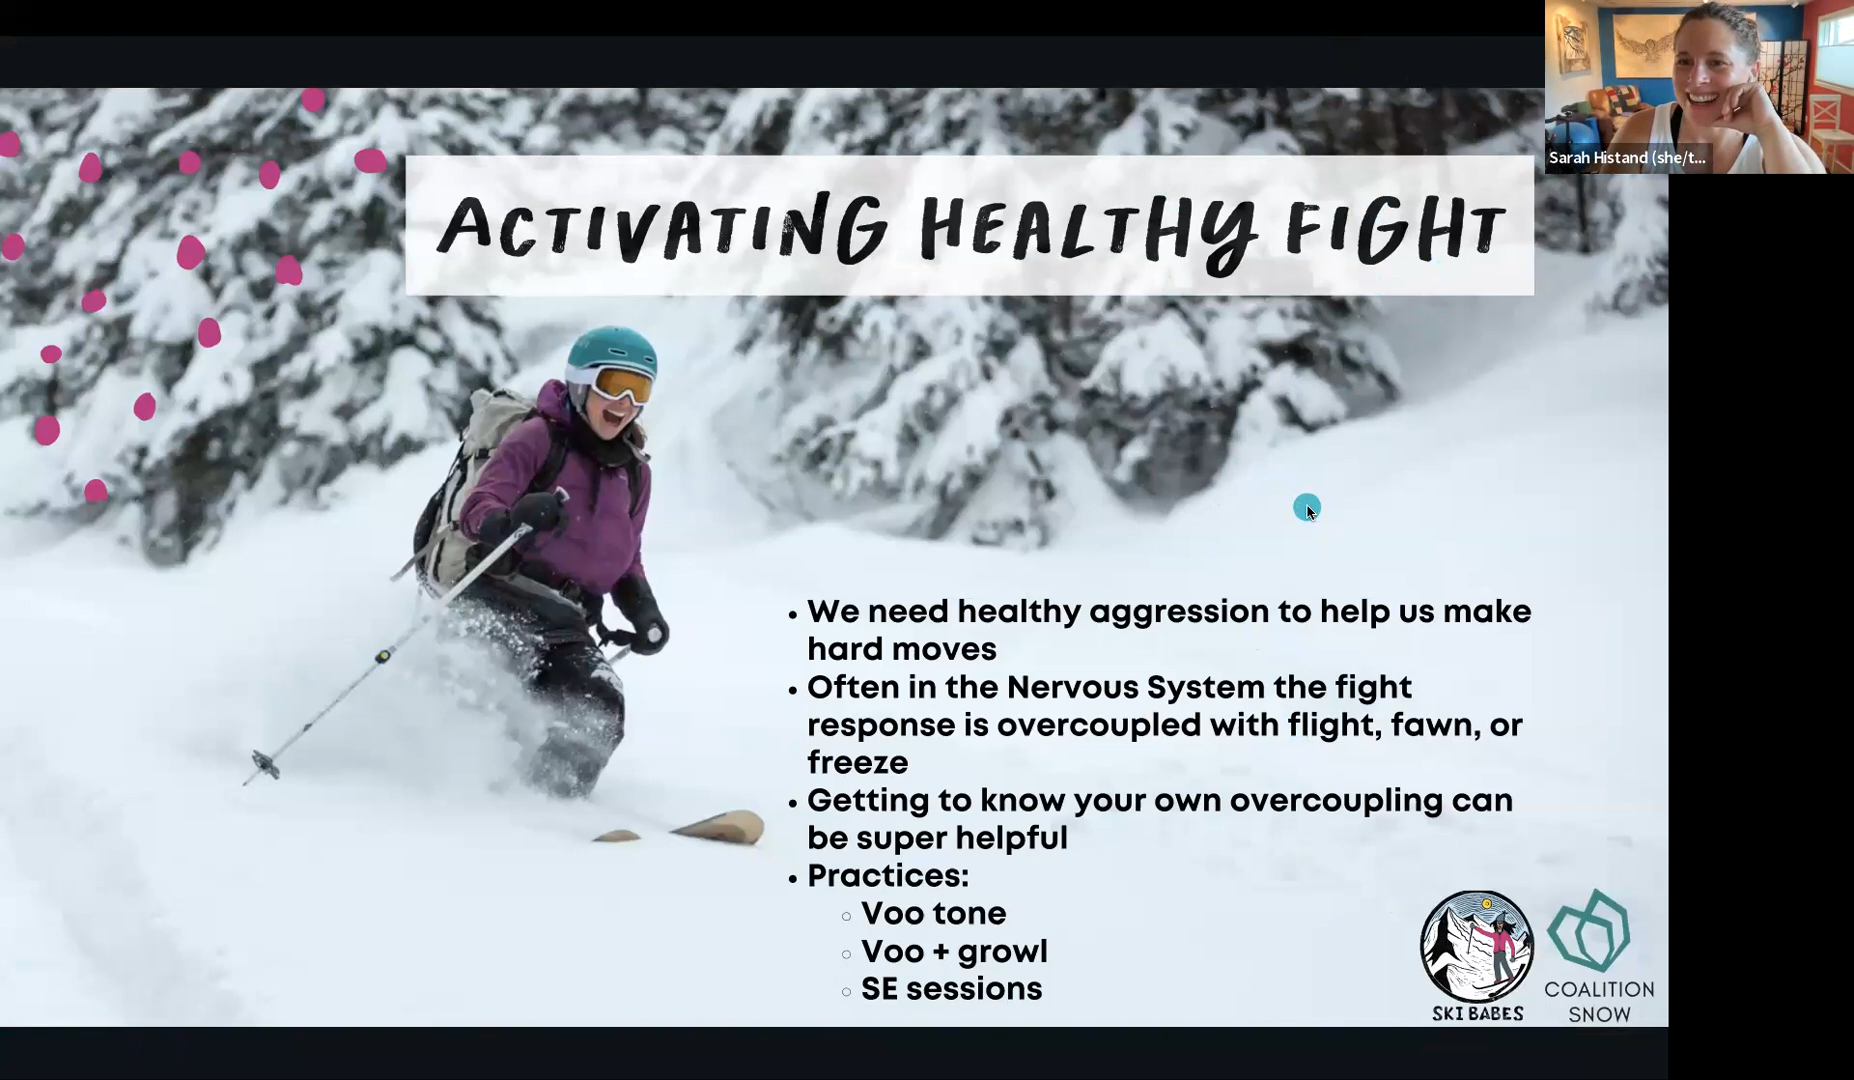 Sarah Histand (she/t...
ACTIVATING HEALTHY FIGHT
• We need healthy aggression to help us make
hard moves
• Often in the Nervous System the fight
response is overcoupled with flight, fawn, or
freeze
• Getting to know your own overcoupling can
be super helpful
• Practices:
○ Voo tone
○ Voo + growl
○ SE sessions
SKI BABES
COALITION
SNOW